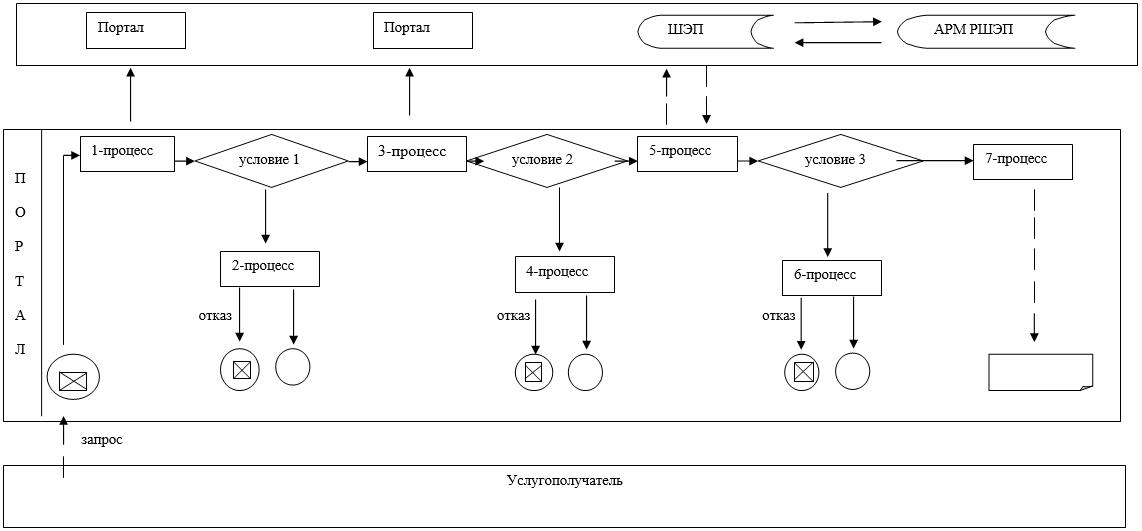 Портал
Портал
ШЭП
АРМ РШЭП
1-процесс
условие 1
3-процесс
условие 2
5-процесс
условие 3
7-процесс
П
О
Р
Т
А
Л
2-процесс
4-процесс
6-процесс
отказ
отказ
отказ
запрос
Услугополучатель